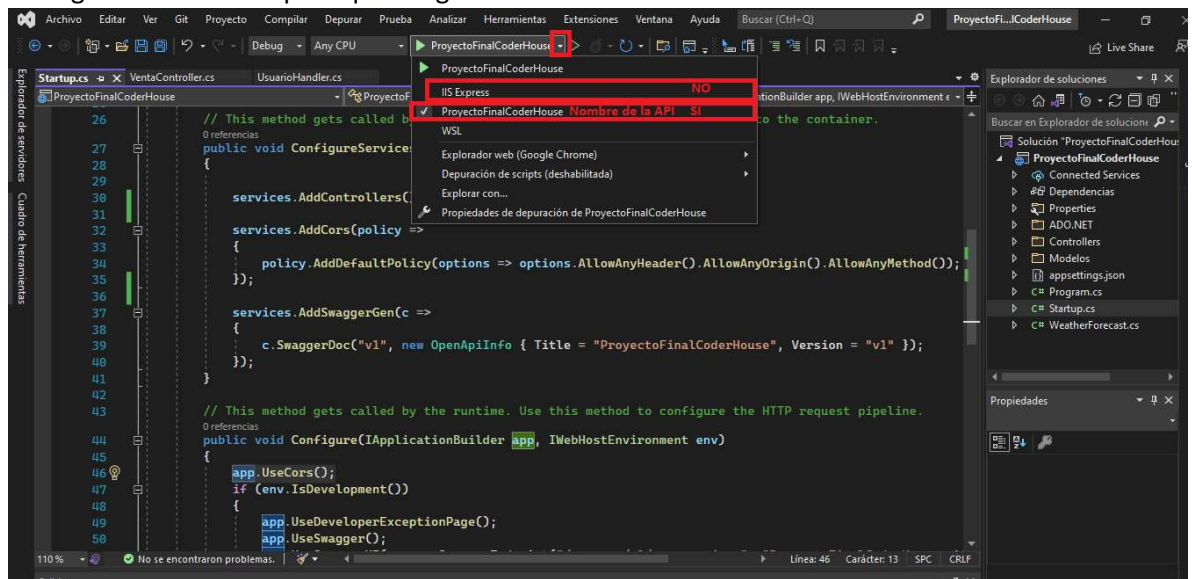 Archivo Editar Ver Git Proyecto Compilar Depurar Prueba Analizar Herramientas Extensiones Ventana Ayuda Buscar (Ctrl+Q) ProyectoFi...lCoderHouse
Debug Any CPU ProyectoFinalCoderHouse Live Share
Explorador de servidores
Cuadro de herramientas
Startup.cs VentaController.cs UsuarioHandler.cs
ProyectoFinalCoderHouse ProyectoF ationBuilder app, IWebHostEnvironment e
ProyectoFinalCoderHouse
IIS Express NO
ProyectoFinalCoderHouse Nombre de la API SI
WSL
Explorador web (Google Chrome)
Depuración de scripts (deshabilitada)
Explorar con...
Propiedades de depuración de ProyectoFinalCoderHouse
26 // This method gets called b to the container.
0 referencias
27 public void ConfigureServices
28 {
29
30 services.AddControllers(
31
32 services.AddCors(policy =>
33 {
34 policy.AddDefaultPolicy(options => options.AllowAnyHeader().AllowAnyOrigin().AllowAnyMethod());
35 });
36
37 services.AddSwaggerGen(c =>
38 {
39 c.SwaggerDoc("v1", new OpenApiInfo { Title = "ProyectoFinalCoderHouse", Version = "v1" });
40 });
41 }
42
43 // This method gets called by the runtime. Use this method to configure the HTTP request pipeline.
0 referencias
44 public void Configure(IApplicationBuilder app, IWebHostEnvironment env)
45 {
46 app.UseCors();
47 if (env.IsDevelopment())
48 {
49 app.UseDeveloperExceptionPage();
50 app.UseSwagger();
110 % No se encontraron problemas. Línea: 46 Carácter: 13 SPC CRLF
Explorador de soluciones
Buscar en Explorador de solucione
Solución "ProyectoFinalCoderHou
ProyectoFinalCoderHouse
Connected Services
Dependencias
Properties
ADO.NET
Controllers
Modelos
appsettings.json
C# Program.cs
C# Startup.cs
C# WeatherForecast.cs
Propiedades